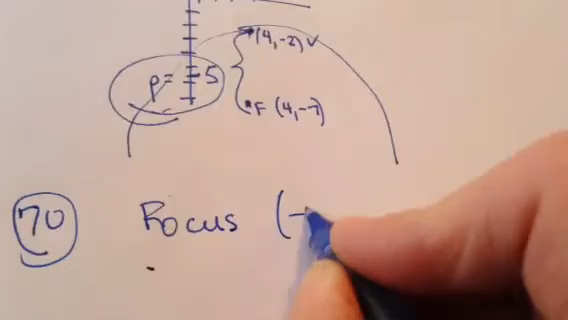 (4, -2) V
p = -5
F (4, -7)
70 Focus (-